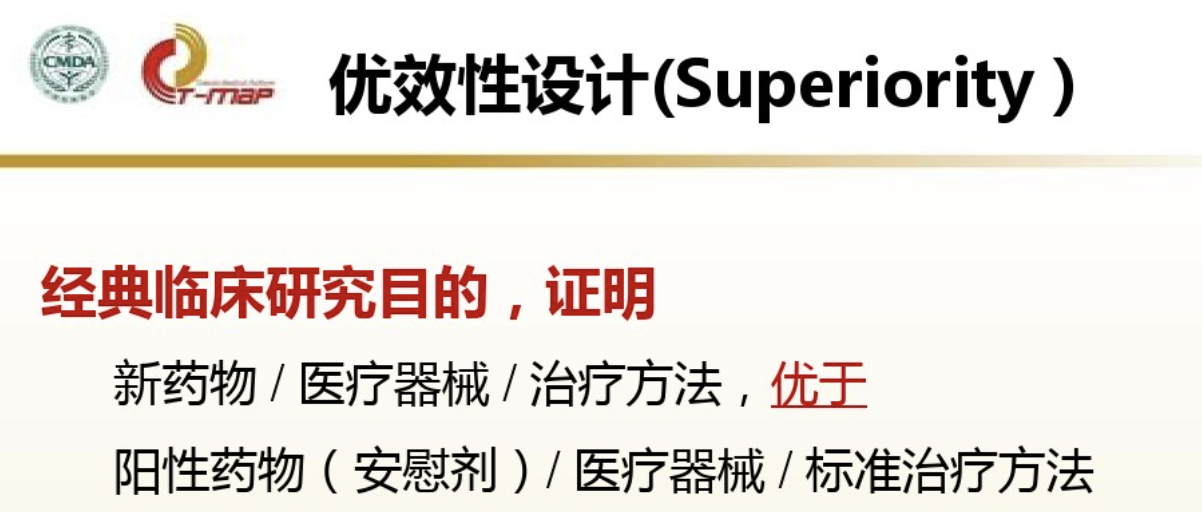 CMDA
T-map
优效性设计(Superiority)
经典临床研究目的，证明
新药物 / 医疗器械 / 治疗方法，优于
阳性药物（安慰剂）/ 医疗器械 / 标准治疗方法